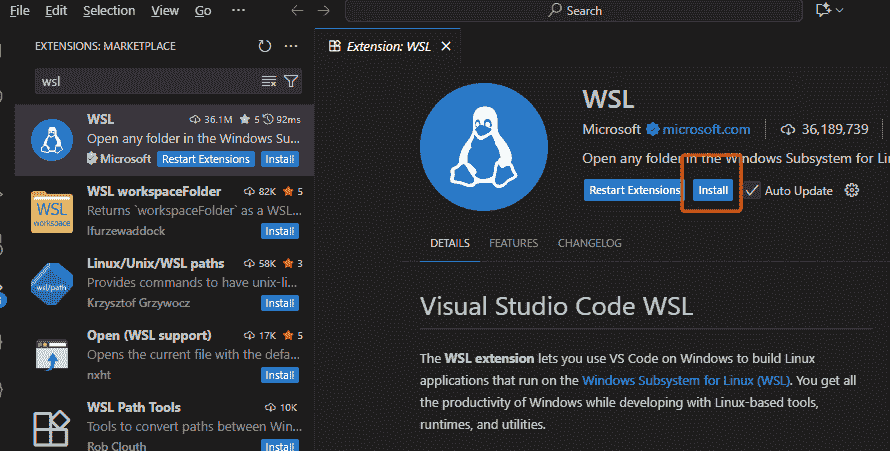 File Edit Selection View Go ··· Search
EXTENSIONS: MARKETPLACE
wsl
WSL 36.1M 5 92ms
Open any folder in the Windows Su...
Microsoft Restart Extensions Install
WSL workspaceFolder 82K 5
Returns `workspaceFolder` as a WSL...
lfurzewaddock Install
WSL workspace
Linux/Unix/WSL paths 58K 3
Provides commands to have unix-li...
Krzysztof Grzywocz Install
wsl/path
Open (WSL support) 17K 5
Opens the current file with the defa...
nxht Install
WSL Path Tools 10K
Tools to convert paths between Win...
Rob Clouth Install
Extension: WSL
WSL
Microsoft microsoft.com 36,189,739
Open any folder in the Windows Subsystem for Lin
Restart Extensions Install Auto Update
DETAILS FEATURES CHANGELOG
Visual Studio Code WSL
The WSL extension lets you use VS Code on Windows to build Linux
applications that run on the Windows Subsystem for Linux (WSL). You get all
the productivity of Windows while developing with Linux-based tools,
runtimes, and utilities.